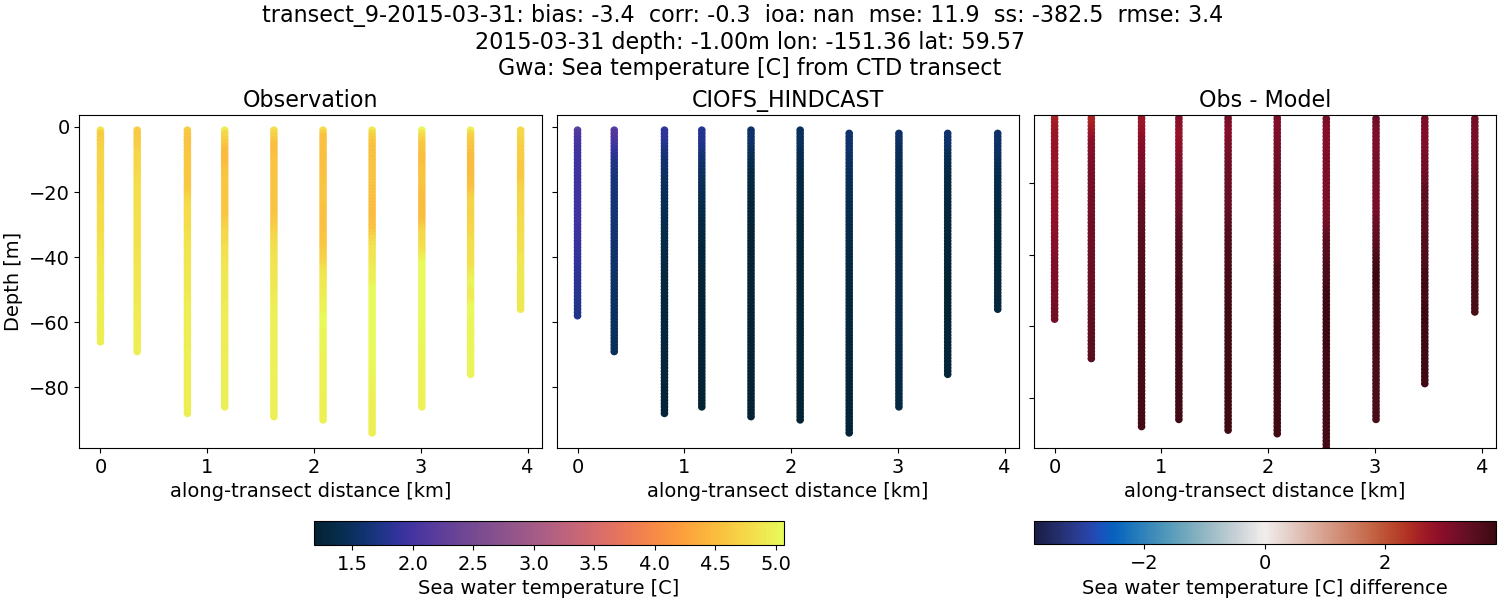 transect_9-2015-03-31: bias: -3.4  corr: -0.3  ioa: nan  mse: 11.9  ss: -382.5  rmse: 3.4
2015-03-31 depth: -1.00m lon: -151.36 lat: 59.57
Gwa: Sea temperature [C] from CTD transect
Observation
CIOFS_HINDCAST
Obs - Model
Depth [m]
0
−20
−40
−60
−80
0 1 2 3 4
0 1 2 3 4
0 1 2 3 4
along-transect distance [km]
along-transect distance [km]
along-transect distance [km]
1.5 2.0 2.5 3.0 3.5 4.0 4.5 5.0
Sea water temperature [C]
−2 0 2
Sea water temperature [C] difference